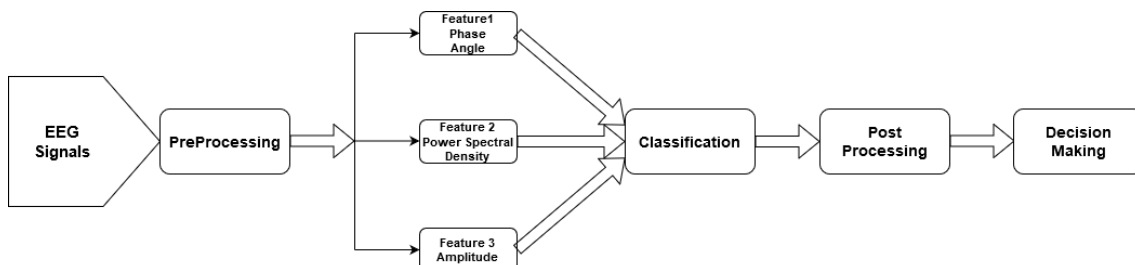 EEG
Signals
PreProcessing
Feature1
Phase
Angle
Feature 2
Power Spectral
Density
Feature 3
Amplitude
Classification
Post
Processing
Decision
Making